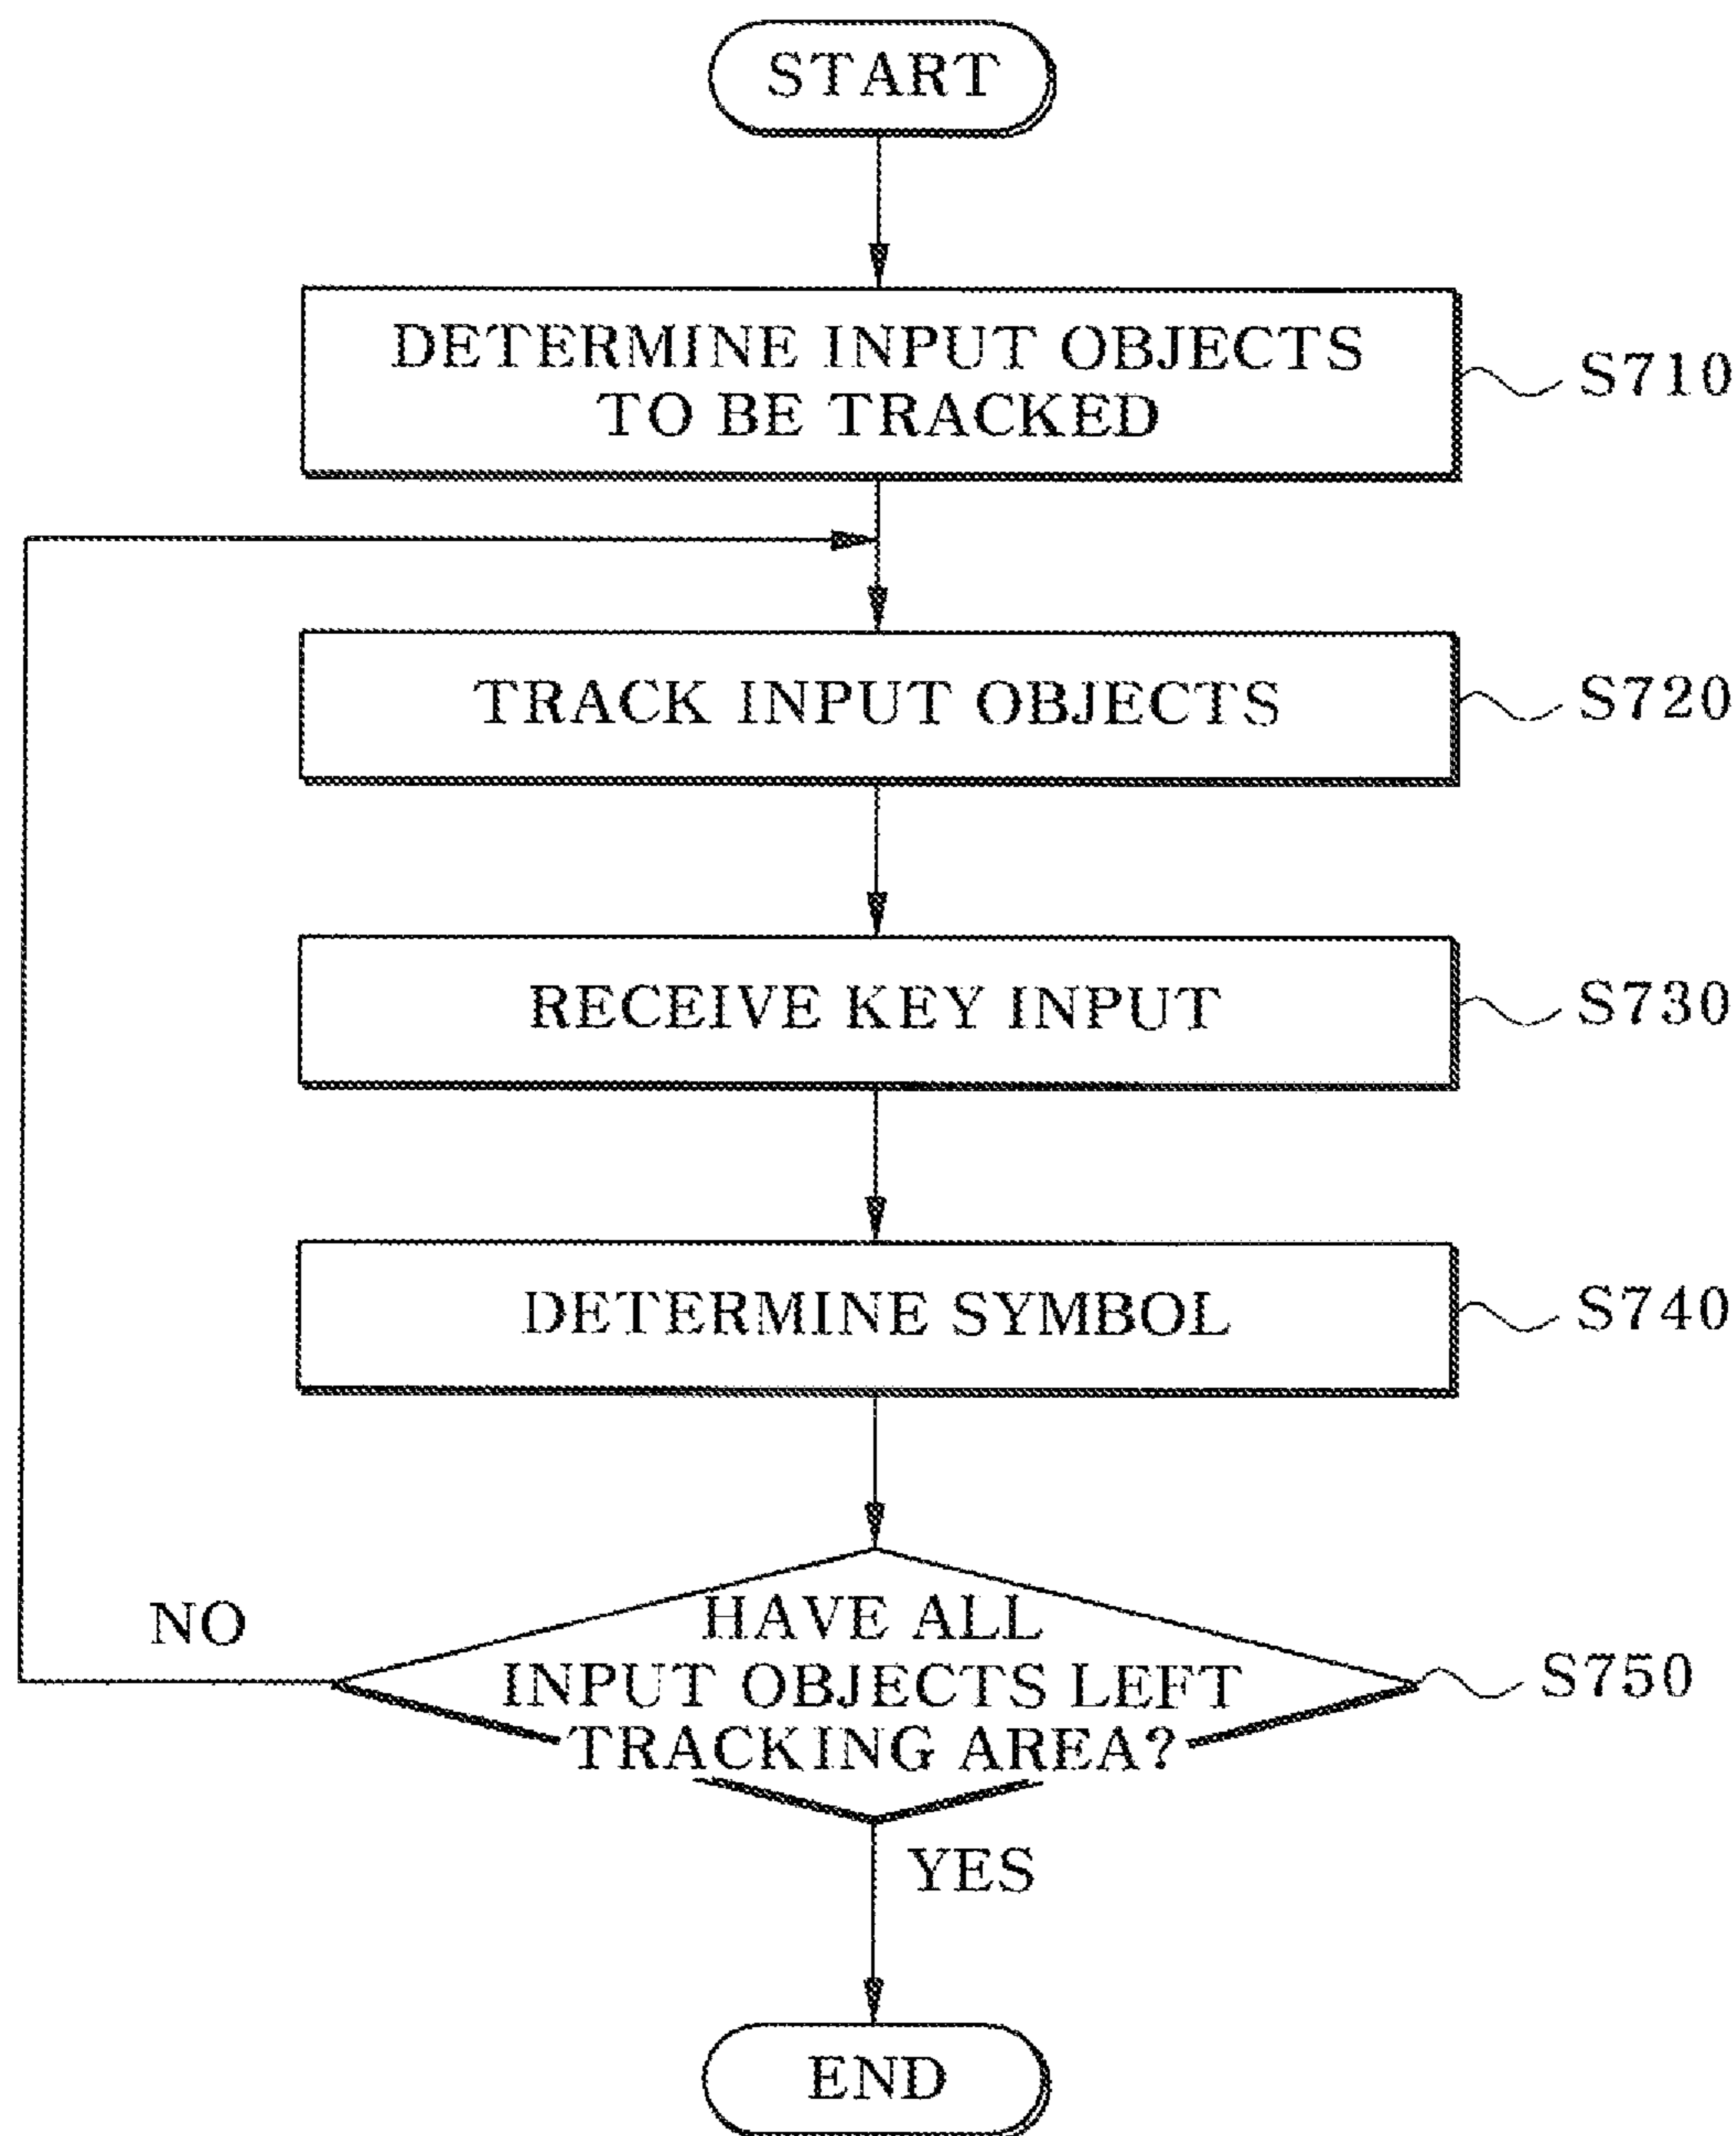 START
DETERMINE INPUT OBJECTS
TO BE TRACKED
S710
TRACK INPUT OBJECTS
S720
RECEIVE KEY INPUT
S730
DETERMINE SYMBOL
S740
NO
HAVE ALL
INPUT OBJECTS LEFT
TRACKING AREA?
S750
YES
END